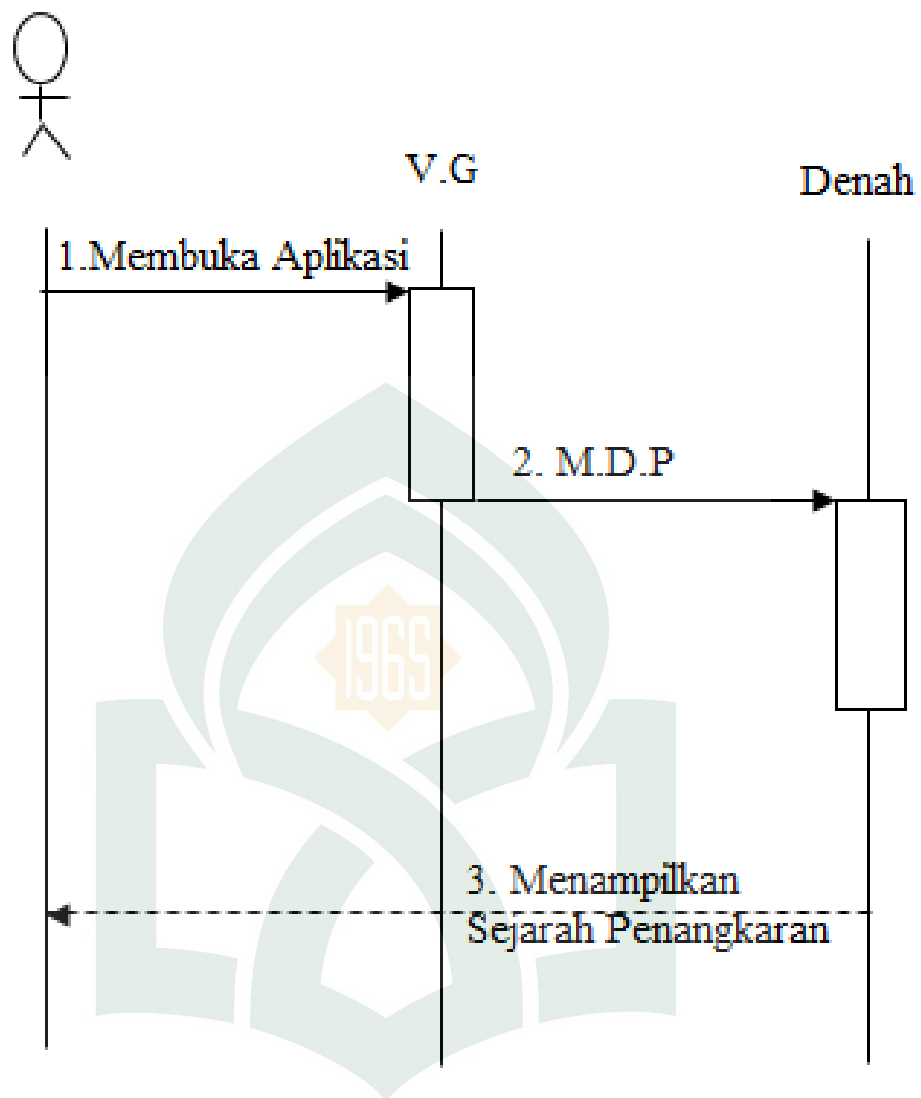 V.G
Denah
1.Membuka Aplikasi
2. M.D.P
1965
3. Menampilkan
Sejarah Penangkaran